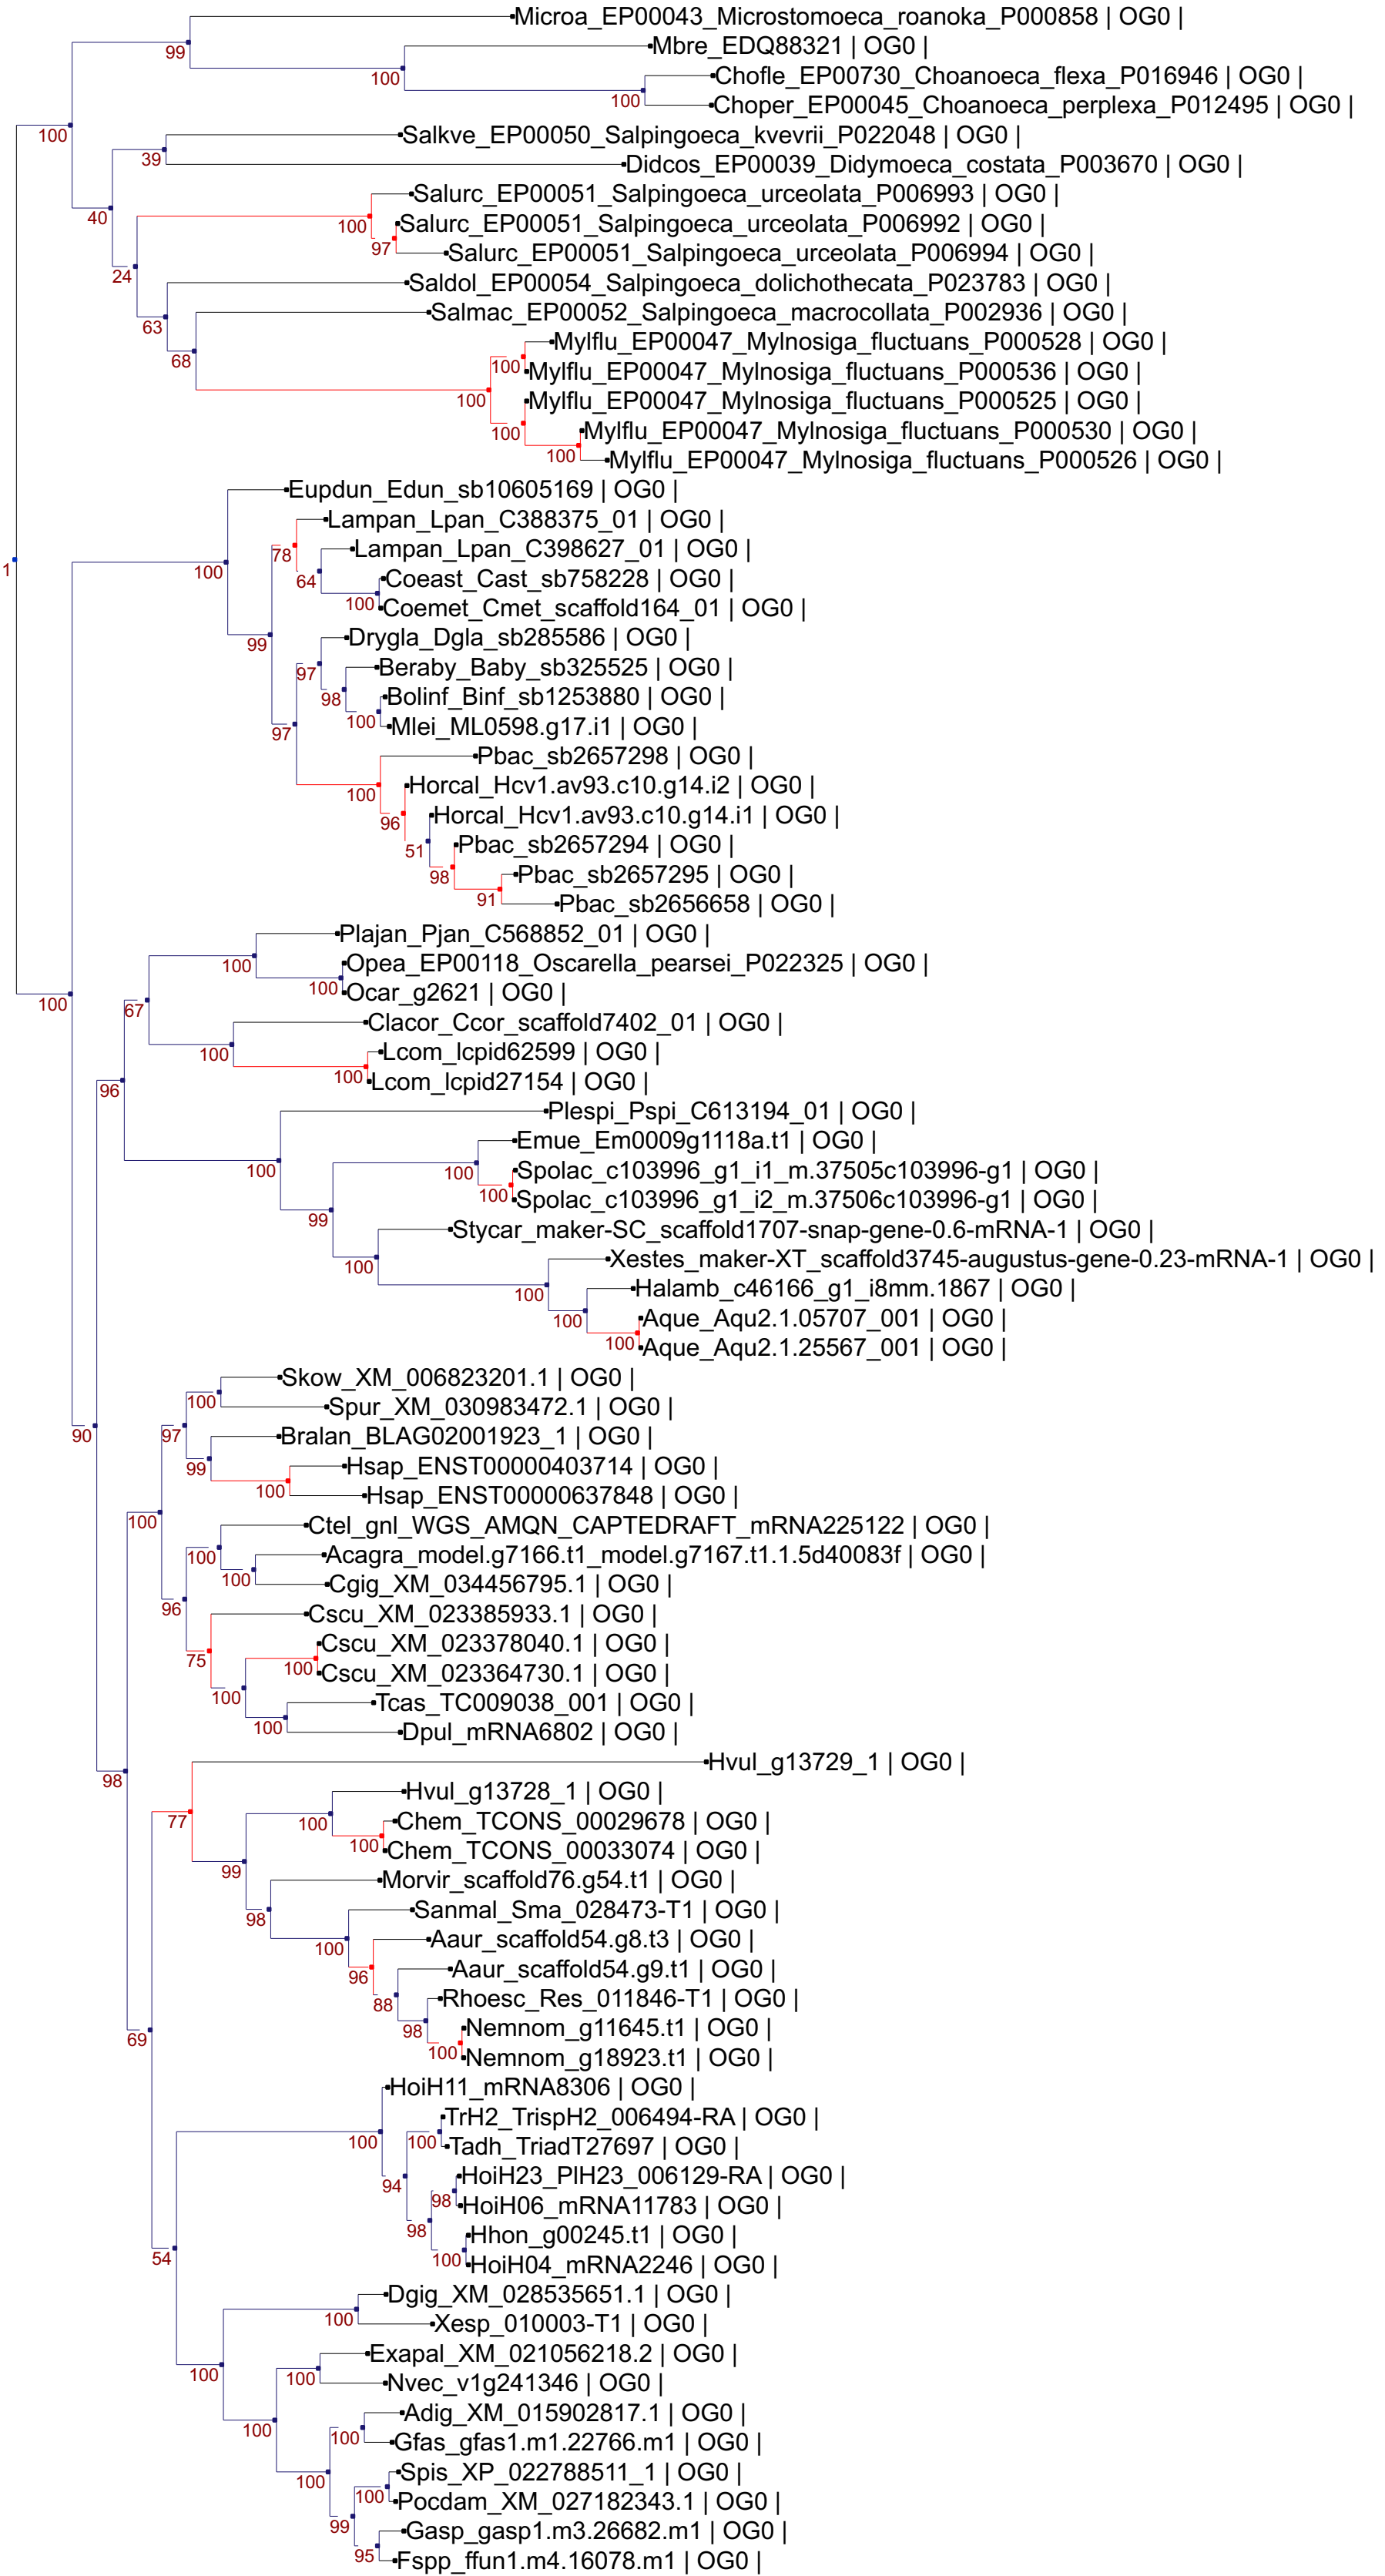 Microa_EP00043_Microstomoeca_roanoka_P000858 | OG0 |
99
Mbre_EDQ88321 | OG0 |
100
Chofle_EP00730_Choanoeca_flexa_P016946 | OG0 |
100
Choper_EP00045_Choanoeca_perplexa_P012495 | OG0 |
100
Salkve_EP00050_Salpingoeca_kvevrii_P022048 | OG0 |
39
Didcos_EP00039_Didymoeca_costata_P003670 | OG0 |
Salurc_EP00051_Salpingoeca_urceolata_P006993 | OG0 |
40
100
Salurc_EP00051_Salpingoeca_urceolata_P006992 | OG0 |
97
Salurc_EP00051_Salpingoeca_urceolata_P006994 | OG0 |
24
Saldol_EP00054_Salpingoeca_dolichothecata_P023783 | OG0 |
Salmac_EP00052_Salpingoeca_macrocollata_P002936 | OG0 |
63
Mylflu_EP00047_Mylnosiga_fluctuans_P000528 | OG0 |
68
100
Mylflu_EP00047_Mylnosiga_fluctuans_P000536 | OG0 |
100
Mylflu_EP00047_Mylnosiga_fluctuans_P000525 | OG0 |
100
Mylflu_EP00047_Mylnosiga_fluctuans_P000530 | OG0 |
100
Mylflu_EP00047_Mylnosiga_fluctuans_P000526 | OG0 |
Eupdun_Edun_sb10605169 | OG0 |
Lampan_Lpan_C388375_01 | OG0 |
78
Lampan_Lpan_C398627_01 | OG0 |
1
100
64
Coeast_Cast_sb758228 | OG0 |
100
Coemet_Cmet_scaffold164_01 | OG0 |
99
Drygla_Dgla_sb285586 | OG0 |
97
Beraby_Baby_sb325525 | OG0 |
98
Bolinf_Binf_sb1253880 | OG0 |
100
Mlei_ML0598.g17.i1 | OG0 |
97
Pbac_sb2657298 | OG0 |
100
Horcal_Hcv1.av93.c10.g14.i2 | OG0 |
96
Horcal_Hcv1.av93.c10.g14.i1 | OG0 |
51
Pbac_sb2657294 | OG0 |
98
Pbac_sb2657295 | OG0 |
91
Pbac_sb2656658 | OG0 |
Plajan_Pjan_C568852_01 | OG0 |
100
Opea_EP00118_Oscarella_pearsei_P022325 | OG0 |
100
Ocar_g2621 | OG0 |
100
67
Clacor_Ccor_scaffold7402_01 | OG0 |
100
Lcom_lcpid62599 | OG0 |
100
Lcom_lcpid27154 | OG0 |
96
Plespi_Pspi_C613194_01 | OG0 |
Emue_Em0009g1118a.t1 | OG0 |
100
100
Spolac_c103996_g1_i1_m.37505c103996-g1 | OG0 |
100
Spolac_c103996_g1_i2_m.37506c103996-g1 | OG0 |
99
Stycar_maker-SC_scaffold1707-snap-gene-0.6-mRNA-1 | OG0 |
100
Xestes_maker-XT_scaffold3745-augustus-gene-0.23-mRNA-1 | OG0 |
100
Halamb_c46166_g1_i8mm.1867 | OG0 |
100
Aque_Aqu2.1.05707_001 | OG0 |
100
Aque_Aqu2.1.25567_001 | OG0 |
Skow_XM_006823201.1 | OG0 |
100
Spur_XM_030983472.1 | OG0 |
90
97
Bralan_BLAG02001923_1 | OG0 |
99
Hsap_ENST00000403714 | OG0 |
100
Hsap_ENST00000637848 | OG0 |
100
Ctel_gnl_WGS_AMQN_CAPTEDRAFT_mRNA225122 | OG0 |
100
Acagra_model.g7166.t1_model.g7167.t1.1.5d40083f | OG0 |
100
Cgig_XM_034456795.1 | OG0 |
96
Cscu_XM_023385933.1 | OG0 |
75
Cscu_XM_023378040.1 | OG0 |
100
Cscu_XM_023364730.1 | OG0 |
100
Tcas_TC009038_001 | OG0 |
100
Dpul_mRNA6802 | OG0 |
Hvul_g13729_1 | OG0 |
98
Hvul_g13728_1 | OG0 |
77
100
Chem_TCONS_00029678 | OG0 |
100
Chem_TCONS_00033074 | OG0 |
99
Morvir_scaffold76.g54.t1 | OG0 |
98
Sanmal_Sma_028473-T1 | OG0 |
100
Aaur_scaffold54.g8.t3 | OG0 |
96
Aaur_scaffold54.g9.t1 | OG0 |
88
Rhoesc_Res_011846-T1 | OG0 |
98
Nemnom_g11645.t1 | OG0 |
69
100
Nemnom_g18923.t1 | OG0 |
HoiH11_mRNA8306 | OG0 |
TrH2_TrispH2_006494-RA | OG0 |
100
100
Tadh_TriadT27697 | OG0 |
94
HoiH23_PlH23_006129-RA | OG0 |
98
HoiH06_mRNA11783 | OG0 |
98
Hhon_g00245.t1 | OG0 |
54
100
HoiH04_mRNA2246 | OG0 |
Dgig_XM_028535651.1 | OG0 |
100
Xesp_010003-T1 | OG0 |
Exapal_XM_021056218.2 | OG0 |
100
100
Nvec_v1g241346 | OG0 |
Adig_XM_015902817.1 | OG0 |
100
100
Gfas_gfas1.m1.22766.m1 | OG0 |
Spis_XP_022788511_1 | OG0 |
100
100
Pocdam_XM_027182343.1 | OG0 |
99
Gasp_gasp1.m3.26682.m1 | OG0 |
95
Fspp_ffun1.m4.16078.m1 | OG0 |